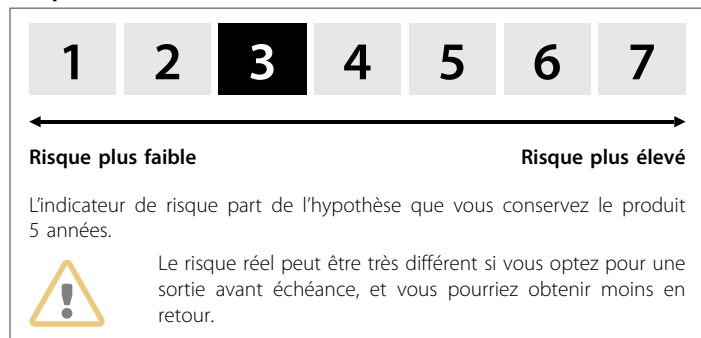 1 2 3 4 5 6 7
Risque plus faible Risque plus élevé
L'indicateur de risque part de l'hypothèse que vous conservez le produit
5 années.
Le risque réel peut être très différent si vous optez pour une
sortie avant échéance, et vous pourriez obtenir moins en
retour.